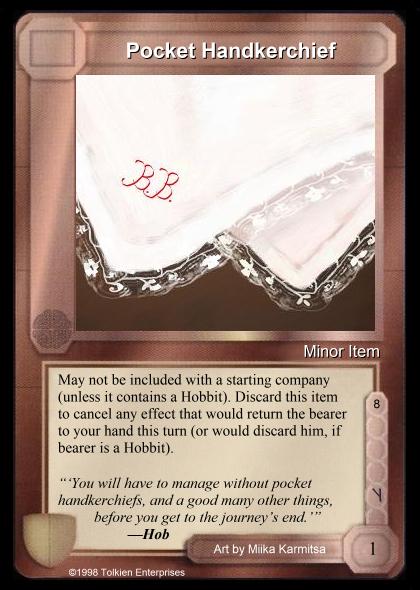 Pocket Handkerchief
B.B.
Minor Item
May not be included with a starting company
(unless it contains a Hobbit). Discard this item
to cancel any effect that would return the bearer
to your hand this turn (or would discard him, if
bearer is a Hobbit).
8
“‘You will have to manage without pocket
handkerchiefs, and a good many other things,
before you get to the journey's end.’”
—Hob
Art by Miika Karmitsa
1
©1998 Tolkien Enterprises